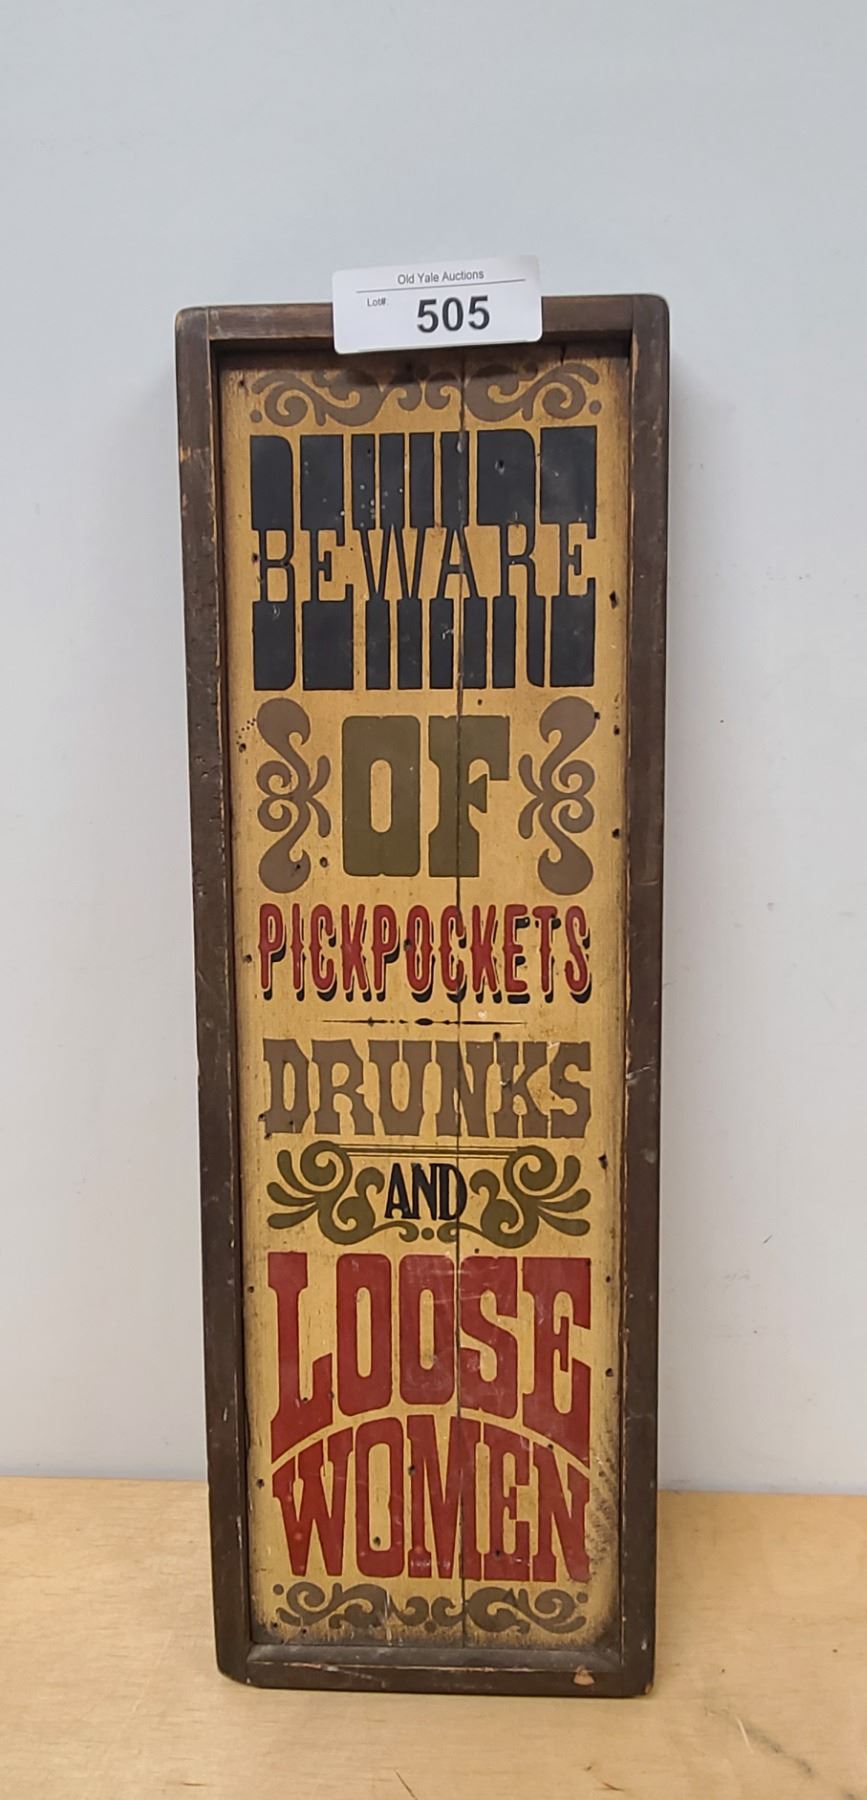 Old Yale Auctions
Lot#: 505
BEWARE
OF
PICKPOCKETS
DRUNKS
AND
LOOSE
WOMEN